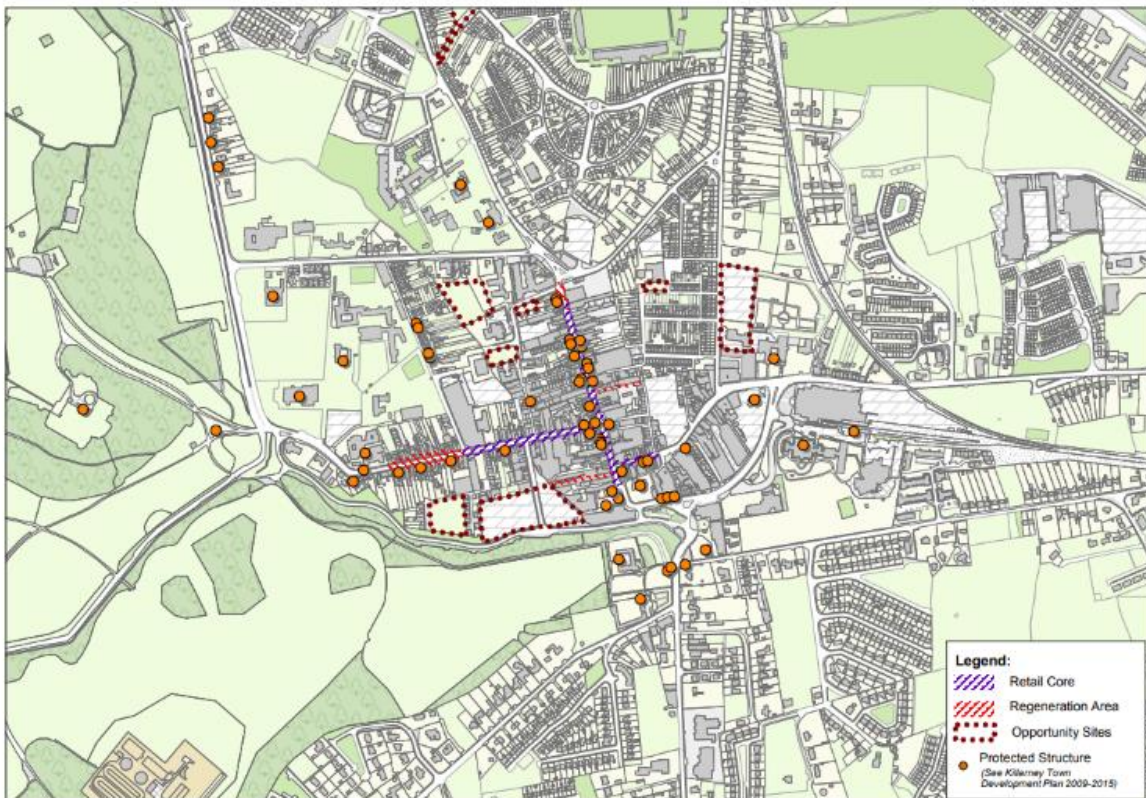 Legend:
Retail Core
Regeneration Area
Opportunity Sites
Protected Structure
(See Killarney Town
Development Plan 2009-2015)